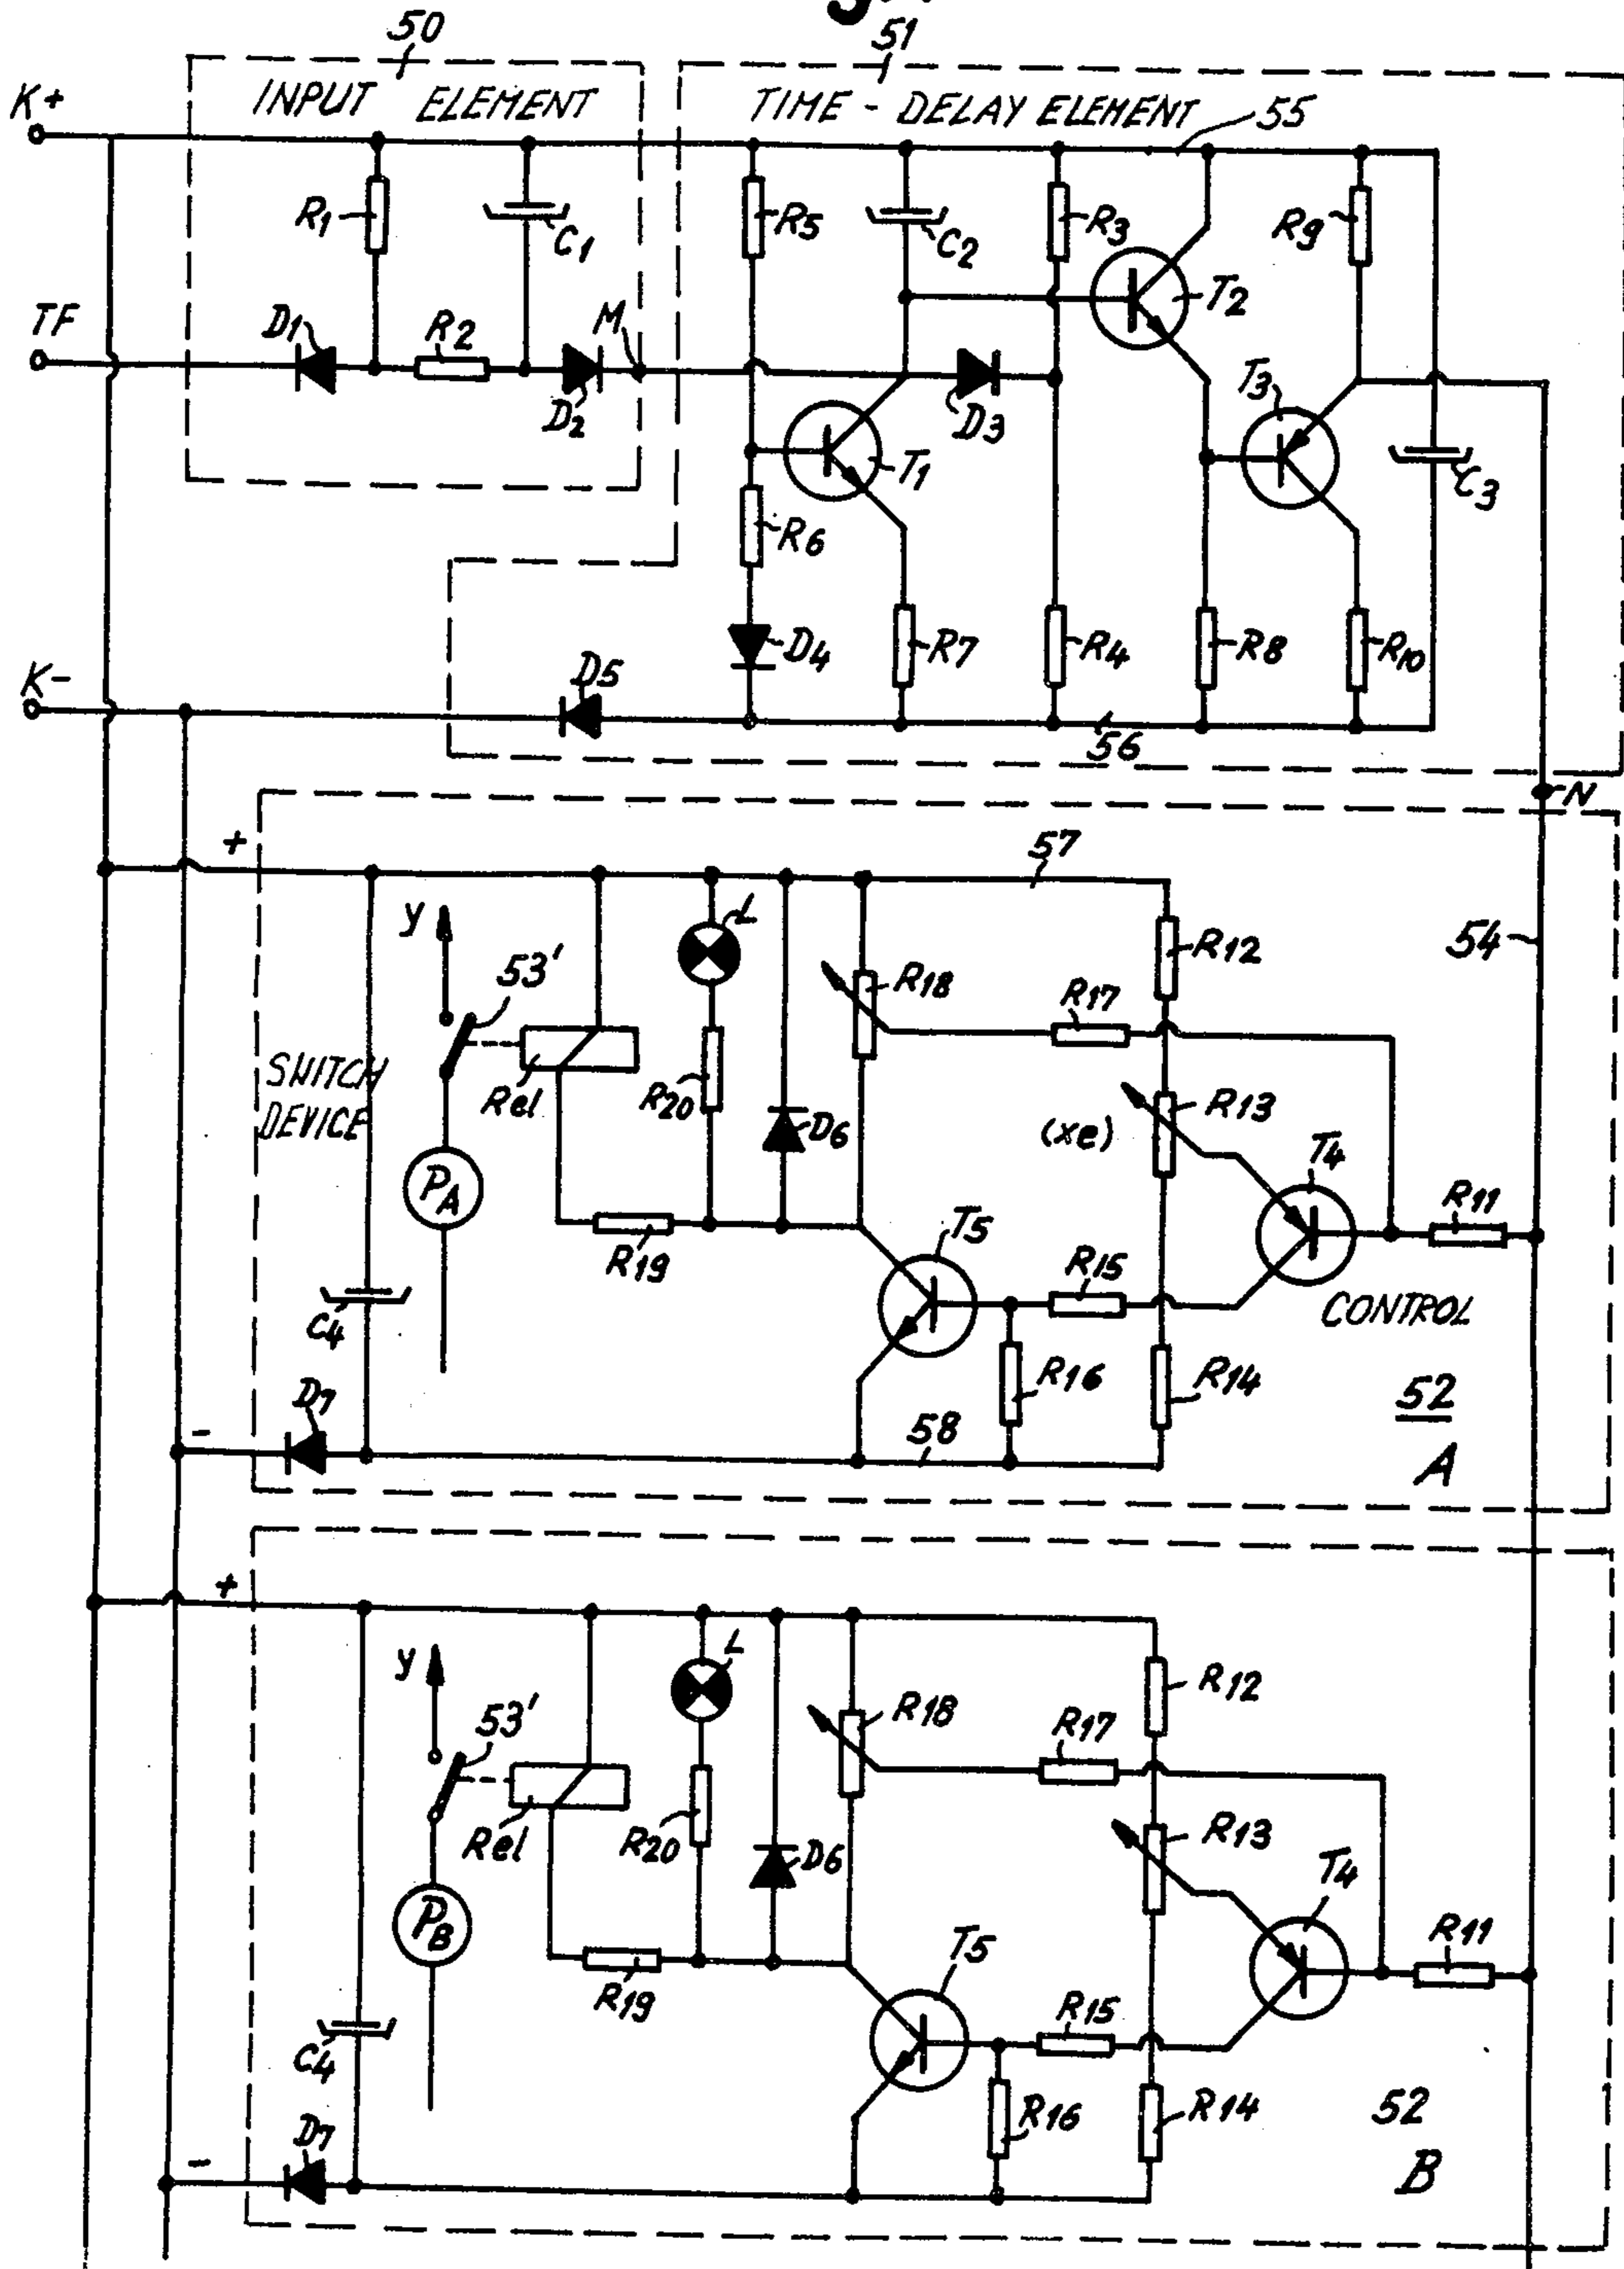 50
51
K+
INPUT ELEMENT
TIME - DELAY ELEMENT
55
R1
C1
R5
C2
R3
T2
R9
TF
D1
R2
M
D2
D3
T3
T1
C3
R6
D4
R7
R4
R8
R10
K-
D5
56
N
+
57
y
L
53'
R18
R17
R12
54
SWITCH
DEVICE
Rel
R20
D6
R13
(xe)
T4
PA
R19
T5
R15
R11
C4
CONTROL
R16
R14
52
D7
-
58
A
+
y
L
53'
R18
R17
R12
Rel
R20
D6
R13
T4
PB
R19
T5
R15
R11
C4
R16
R14
52
D7
-
B